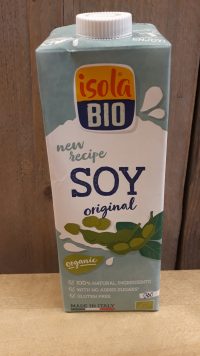 ENJOY
isola
BIO
new
recipe
SOY
original
organic
100% NATURAL INGREDIENTS
WITH NO ADDED SUGARS*
GLUTEN FREE
MADE IN ITALY